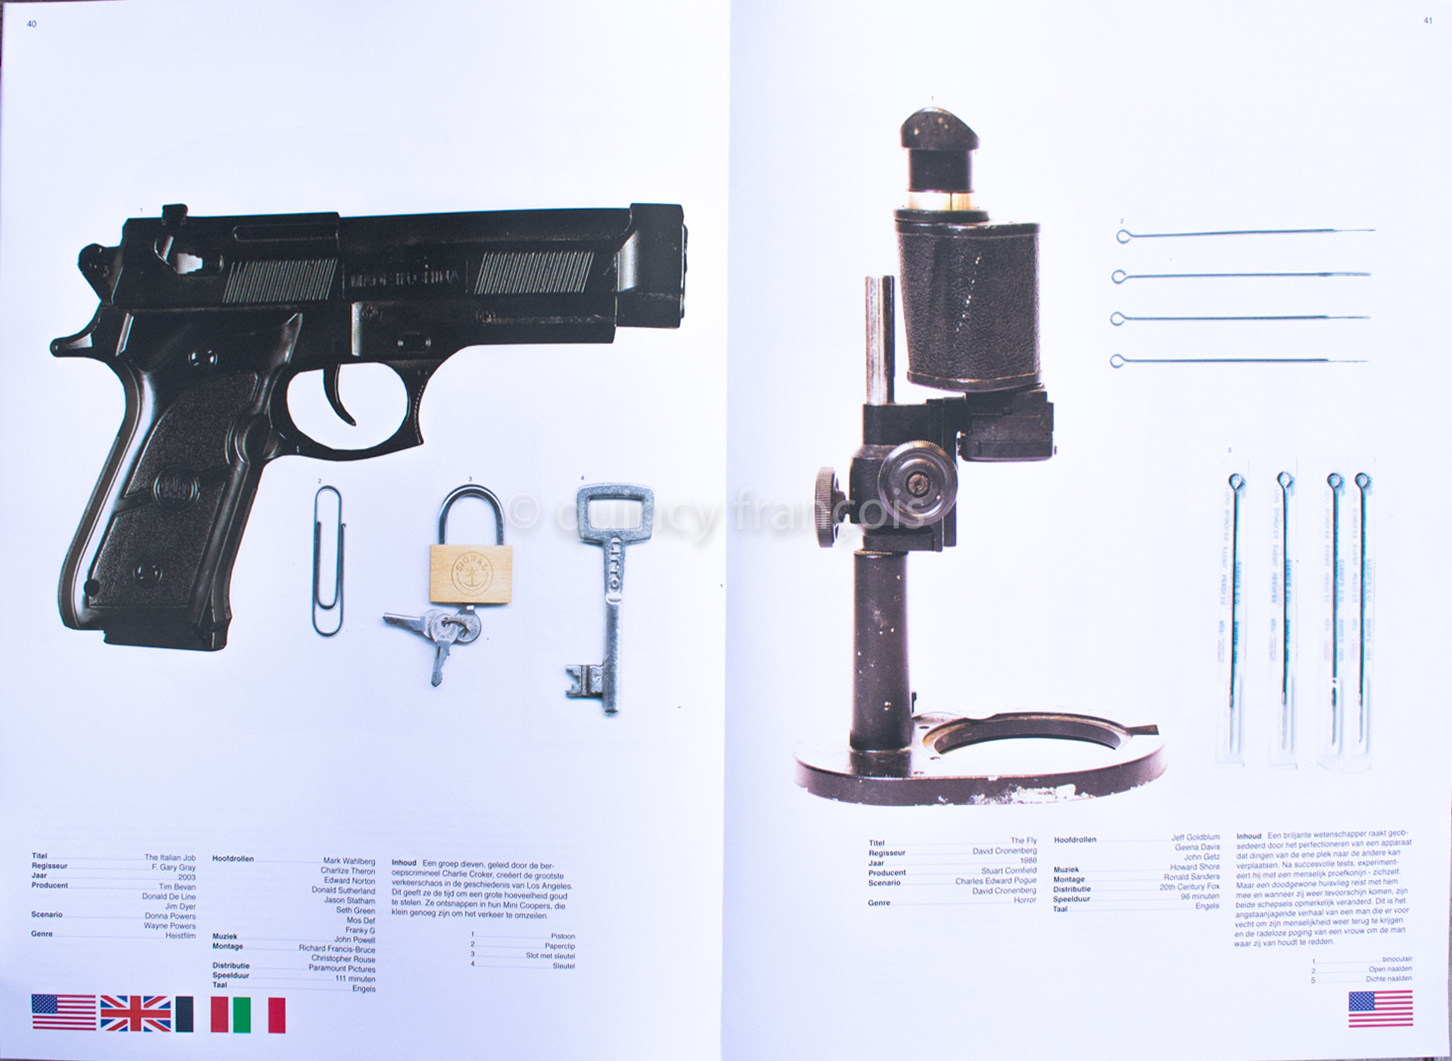 40
41
1
MADE IN CHINA
2
3
4
SIGNAL
© quincy françois
1
2
3
Titel The Italian Job
Regisseur F. Gary Gray
Jaar 2003
Producent Tim Bevan
Donald De Line
Jim Dyer
Scenario Donna Powers
Wayne Powers
Genre Heistfilm
Hoofdrollen Mark Wahlberg
Charlize Theron
Edward Norton
Donald Sutherland
Jason Statham
Seth Green
Mos Def
Franky G
Muziek John Powell
Montage Richard Francis-Bruce
Christopher Rouse
Distributie Paramount Pictures
Speelduur 111 minuten
Taal Engels
Inhoud Een groep dieven, geleid door de ber-
oepscrimineel Charlie Croker, creëert de grootste
verkeerschaos in de geschiedenis van Los Angeles.
Dit geeft ze de tijd om een grote hoeveelheid goud
te stelen. Ze ontsnappen in hun Mini Coopers, die
klein genoeg zijn om het verkeer te omzeilen.
1 Pistoon
2 Paperclip
3 Slot met sleutel
4 Sleutel
Titel The Fly
Regisseur David Cronenberg
Jaar 1986
Producent Stuart Cornfield
Scenario Charles Edward Pogue
David Cronenberg
Genre Horror
Hoofdrollen Jeff Goldblum
Geena Davis
John Getz
Muziek Howard Shore
Montage Ronald Sanders
Distributie 20th Century Fox
Speelduur 96 minuten
Taal Engels
Inhoud Een briljante wetenschapper raakt geob-
sedeerd door het perfectioneren van een apparaat
dat dingen van de ene plek naar de andere kan
verplaatsen. Na succesvolle tests, experiment-
eert hij met een menselijk proefkonijn - zichzelf.
Maar een doodgewone huisvlieg reist met hem
mee en wanneer zij weer tevoorschijn komen, zijn
beide schepsels opmerkelijk veranderd. Dit is het
angstaanjagende verhaal van een man die er voor
vecht om zijn menselijkheid weer terug te krijgen
en de radeloze poging van een vrouw om de man
waar zij van houdt te redden.
1 binoculair
2 Open naalden
5 Dichte naalden